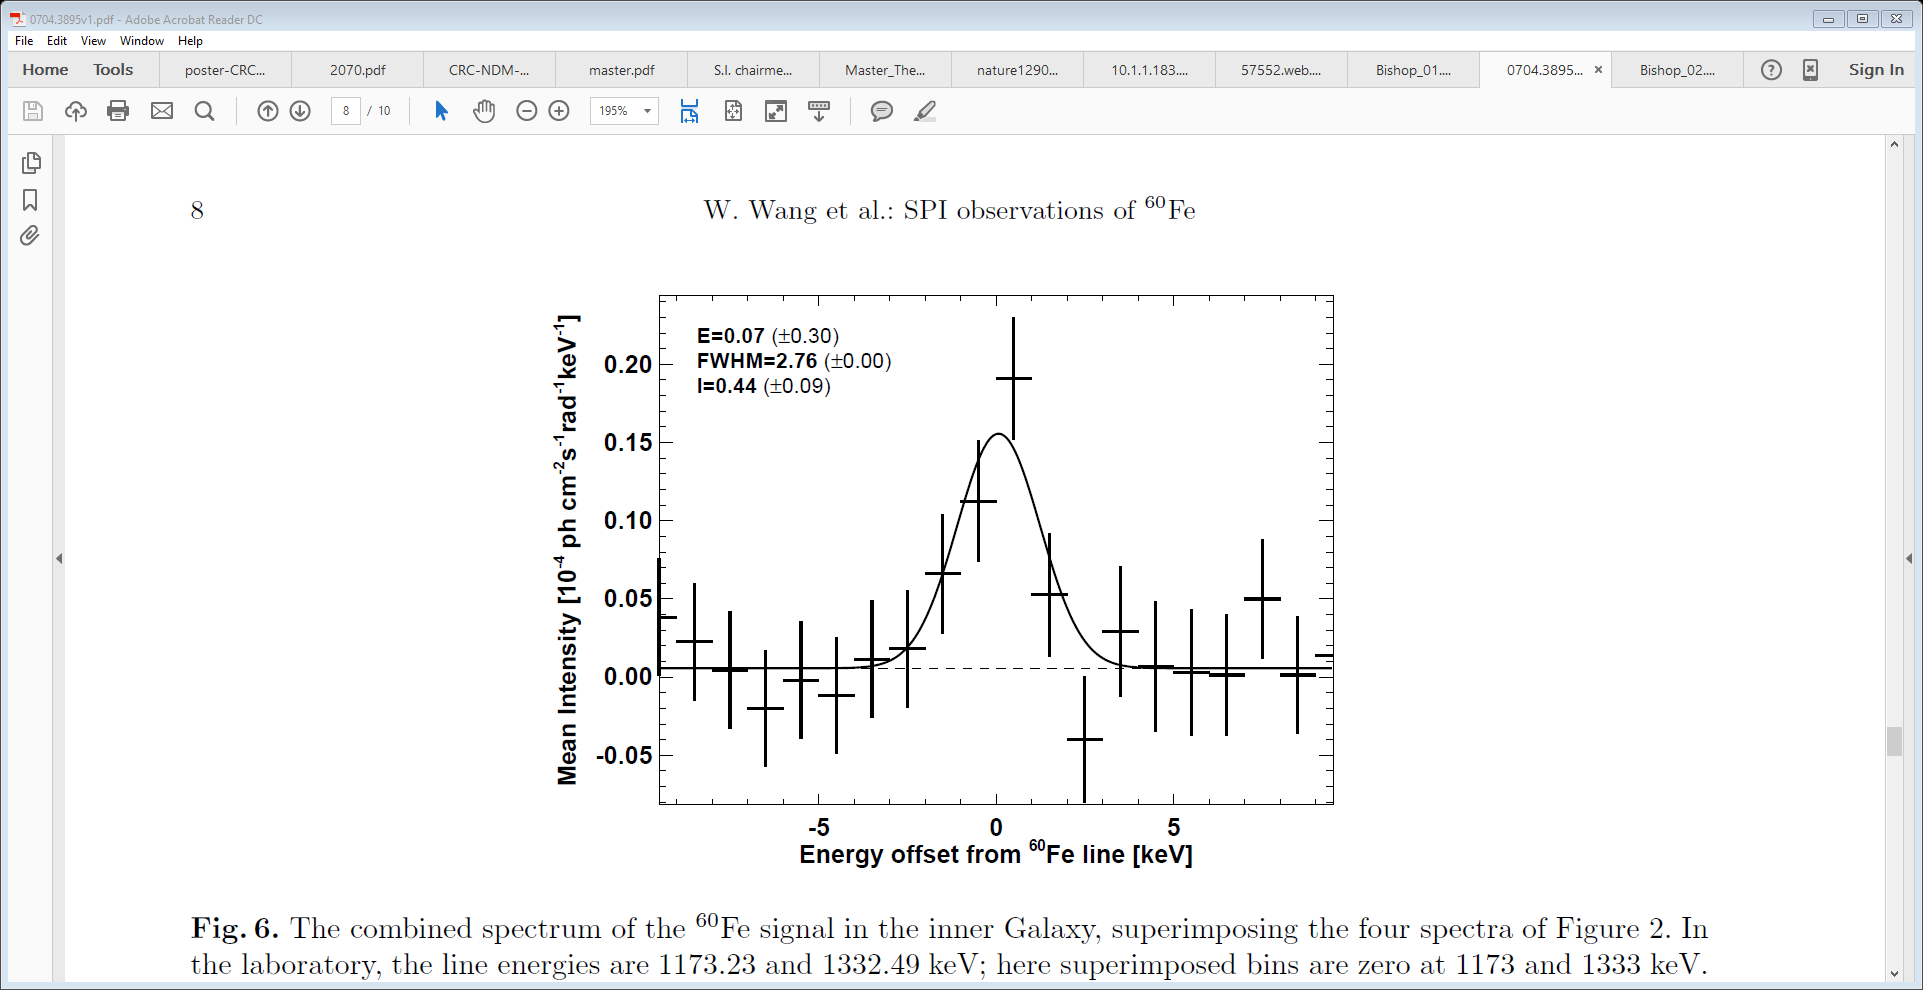 0704.3895v1.pdf - Adobe Acrobat Reader DC
File Edit View Window Help
Home Tools poster-CRC... 2070.pdf CRC-NDM-... master.pdf S.I. chairme... Master_The... nature1290... 10.1.1.183.... 57552.web.... Bishop_01.... 0704.3895... × Bishop_02.... Sign In
8 / 10 195%
8 W. Wang et al.: SPI observations of ⁶⁰Fe
E=0.07 (±0.30)
FWHM=2.76 (±0.00)
I=0.44 (±0.09)
Mean Intensity [10⁻⁴ ph cm⁻²s⁻¹rad⁻¹keV⁻¹]
0.20
0.15
0.10
0.05
0.00
-0.05
-5 0 5
Energy offset from ⁶⁰Fe line [keV]
Fig. 6. The combined spectrum of the ⁶⁰Fe signal in the inner Galaxy, superimposing the four spectra of Figure 2. In
the laboratory, the line energies are 1173.23 and 1332.49 keV; here superimposed bins are zero at 1173 and 1333 keV.